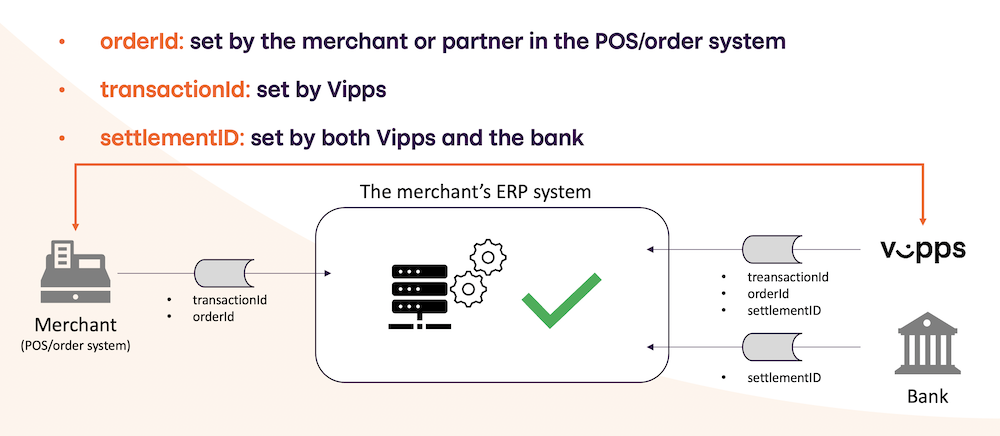 • orderId: set by the merchant or partner in the POS/order system
• transactionId: set by Vipps
• settlementID: set by both Vipps and the bank
The merchant's ERP system
vipps
• transactionId
• orderId
Merchant
(POS/order system)
• treansactionId
• orderId
• settlementID
• settlementID
Bank